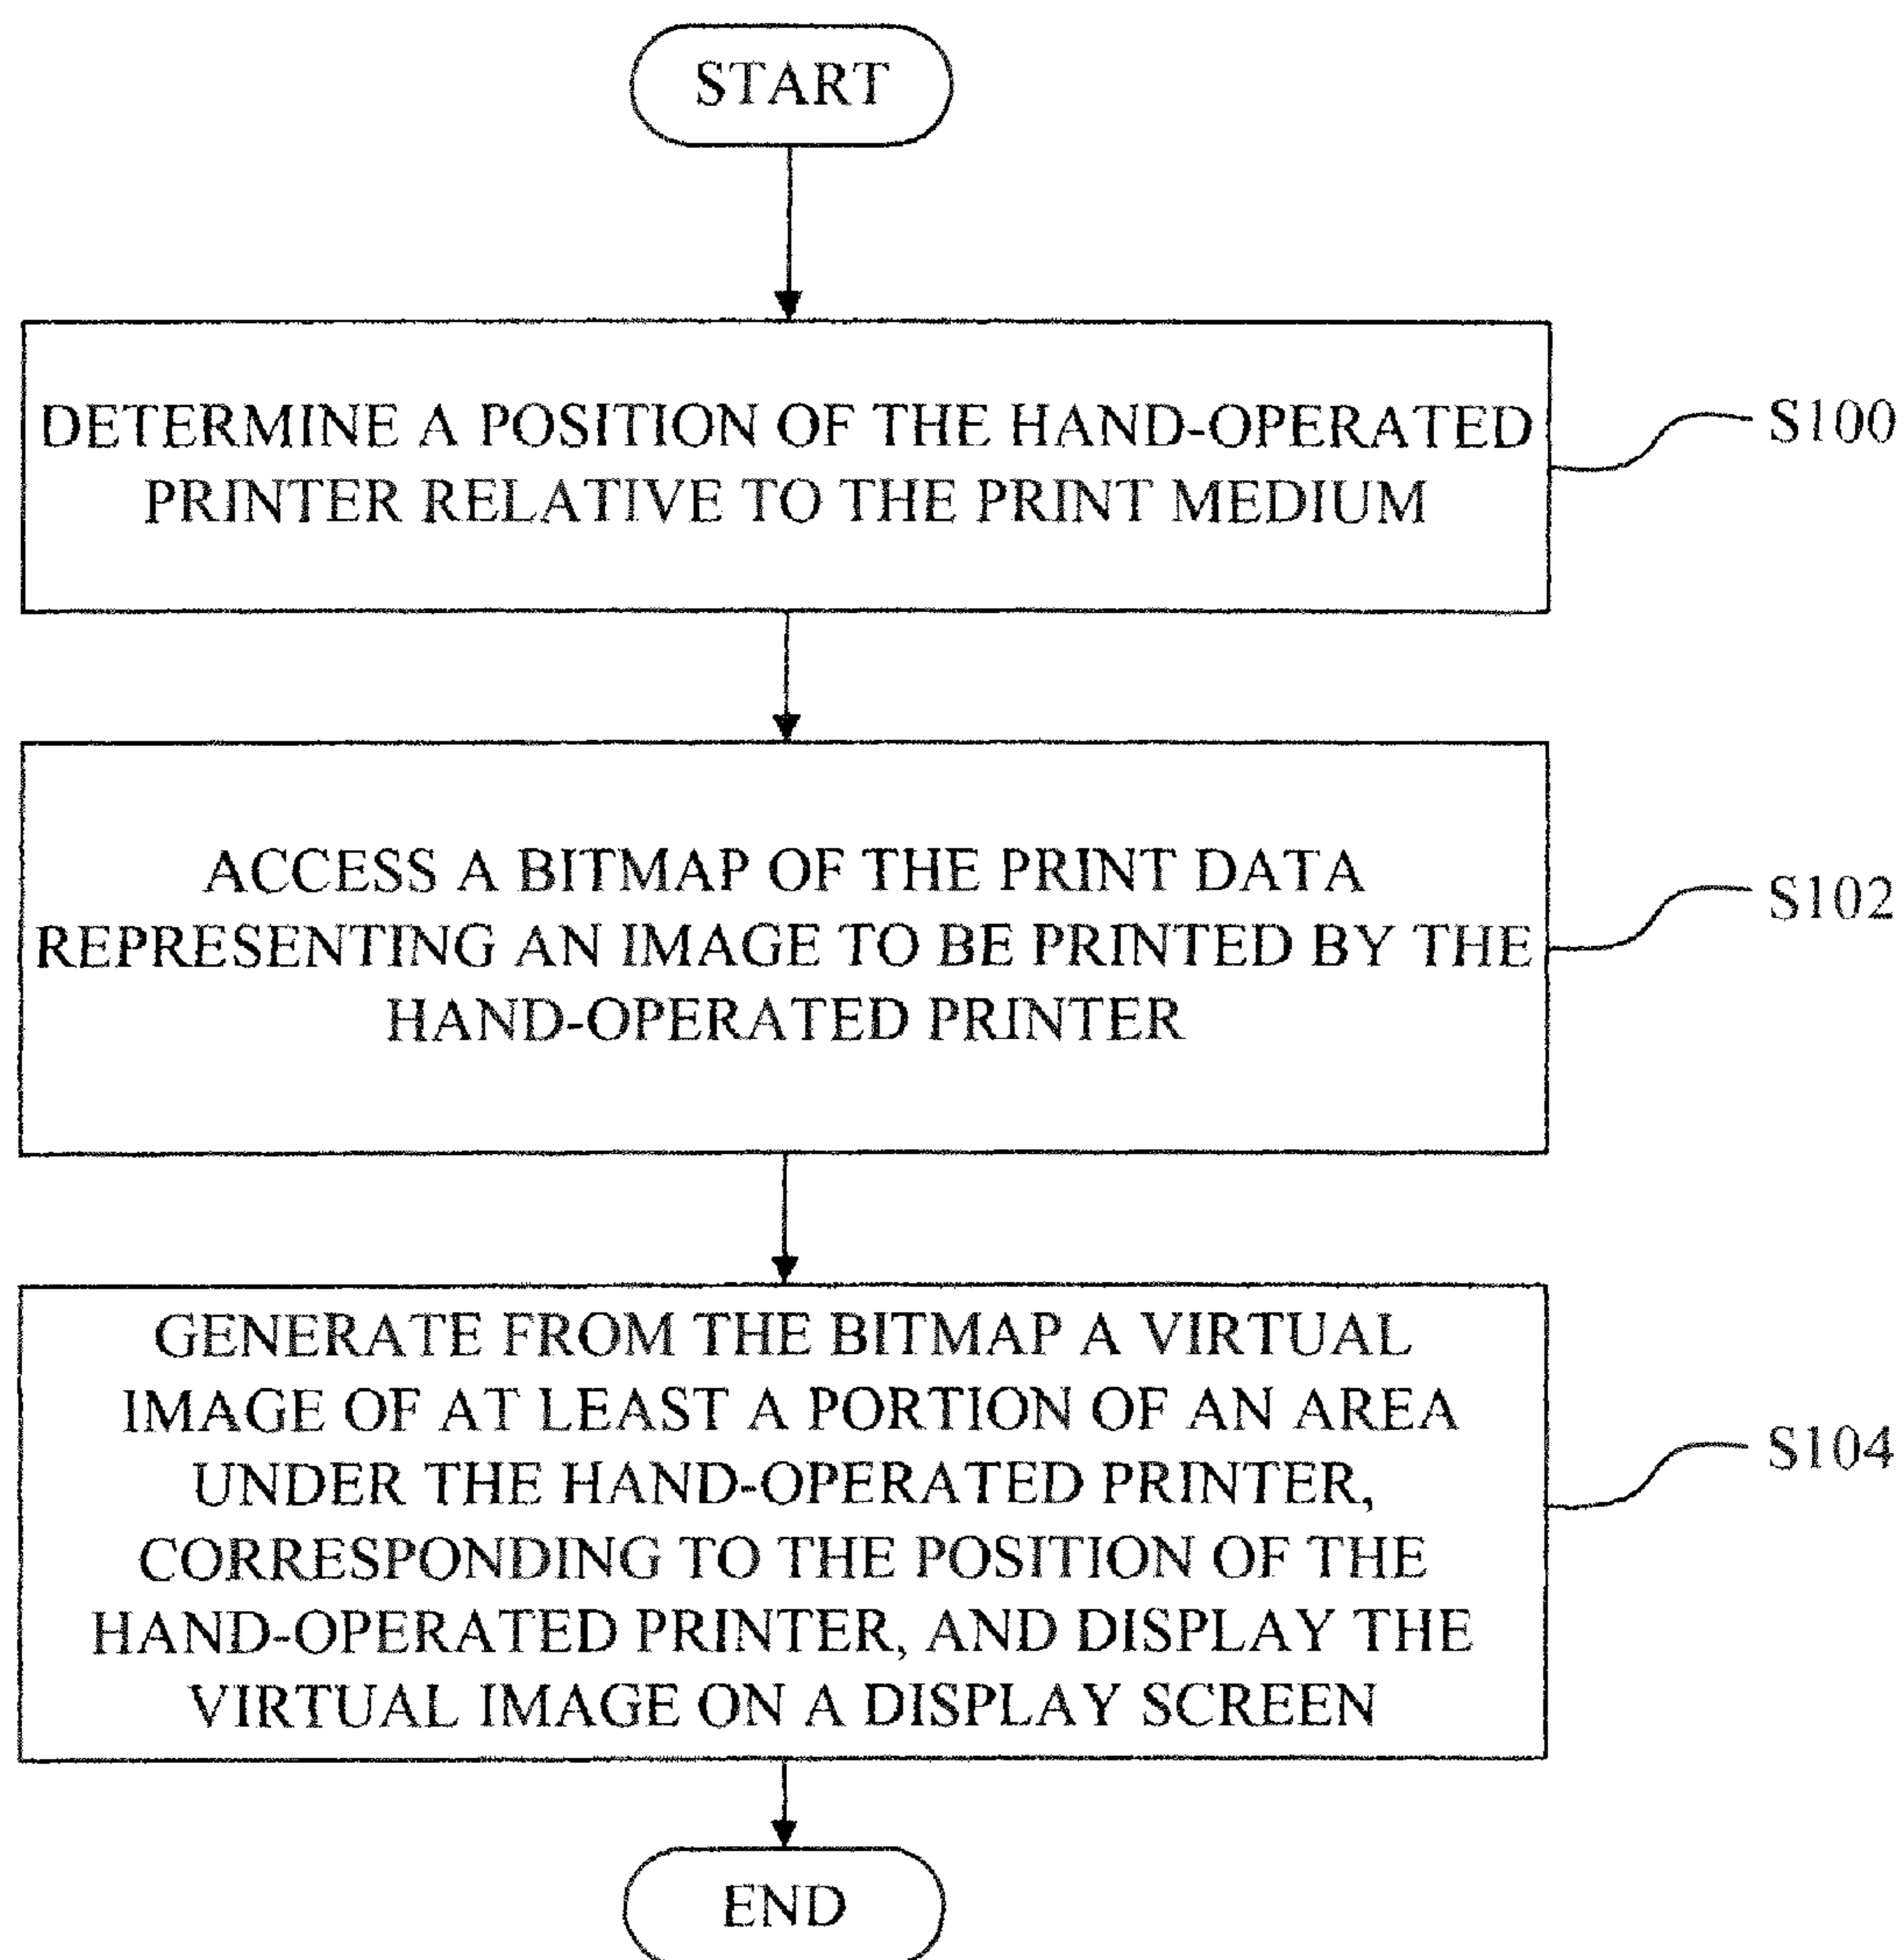 START
DETERMINE A POSITION OF THE HAND-OPERATED
PRINTER RELATIVE TO THE PRINT MEDIUM
S100
ACCESS A BITMAP OF THE PRINT DATA
REPRESENTING AN IMAGE TO BE PRINTED BY THE
HAND-OPERATED PRINTER
S102
GENERATE FROM THE BITMAP A VIRTUAL
IMAGE OF AT LEAST A PORTION OF AN AREA
UNDER THE HAND-OPERATED PRINTER,
CORRESPONDING TO THE POSITION OF THE
HAND-OPERATED PRINTER, AND DISPLAY THE
VIRTUAL IMAGE ON A DISPLAY SCREEN
S104
END